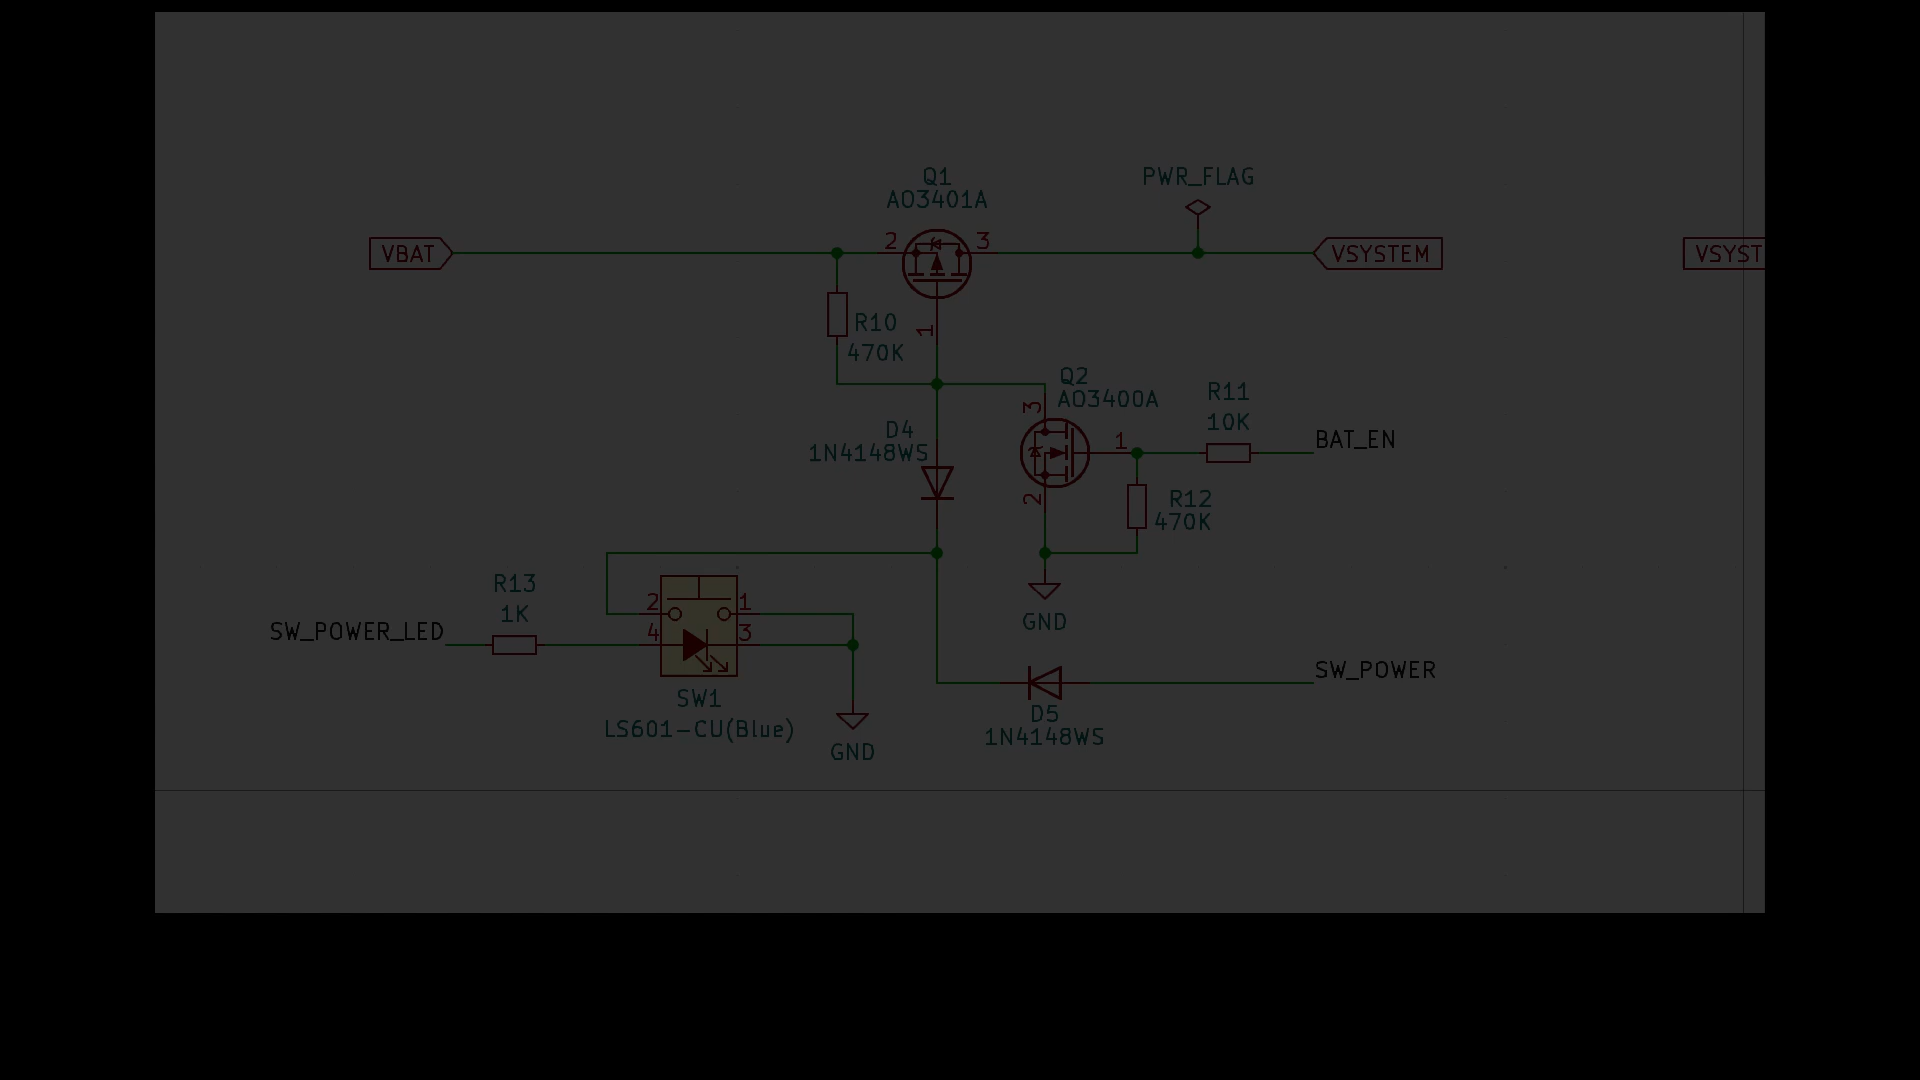 Q1
AO3401A
PWR_FLAG
VBAT
2
3
VSYSTEM
VSYST
R10
470K
1
Q2
AO3400A
3
R11
10K
D4
1N4148WS
1
BAT_EN
2
R12
470K
R13
1K
2
1
GND
SW_POWER_LED
4
3
SW_POWER
SW1
LS601-CU(Blue)
D5
1N4148WS
GND